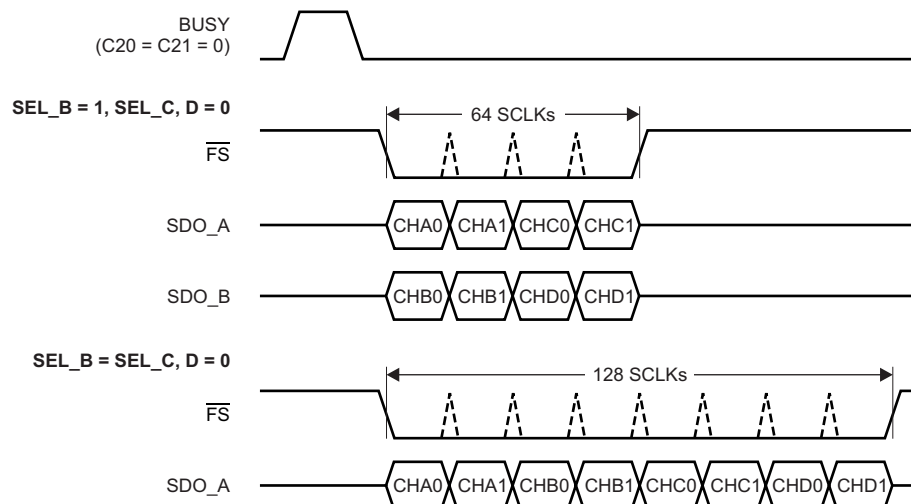 BUSY
(C20 = C21 = 0)
SEL_B = 1, SEL_C, D = 0
64 SCLKs
FS
SDO_A
CHA0 CHA1 CHC0 CHC1
SDO_B
CHB0 CHB1 CHD0 CHD1
SEL_B = SEL_C, D = 0
128 SCLKs
FS
SDO_A
CHA0 CHA1 CHB0 CHB1 CHC0 CHC1 CHD0 CHD1